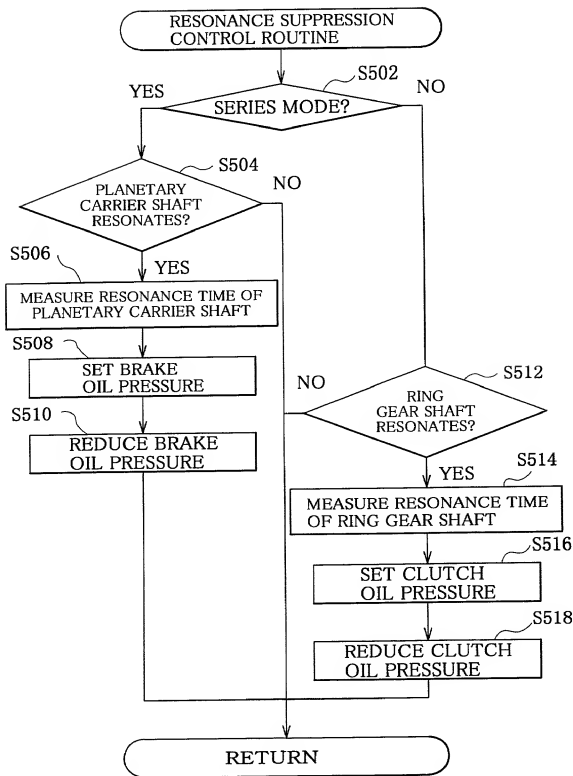 RESONANCE SUPPRESSION
CONTROL ROUTINE
S502
YES
NO
SERIES MODE?
S504
NO
PLANETARY
CARRIER SHAFT
RESONATES?
S506
YES
MEASURE RESONANCE TIME OF
PLANETARY CARRIER SHAFT
S508
SET BRAKE
OIL PRESSURE
S510
REDUCE BRAKE
OIL PRESSURE
S512
NO
RING
GEAR SHAFT
RESONATES?
YES
S514
MEASURE RESONANCE TIME
OF RING GEAR SHAFT
S516
SET CLUTCH
OIL PRESSURE
S518
REDUCE CLUTCH
OIL PRESSURE
RETURN